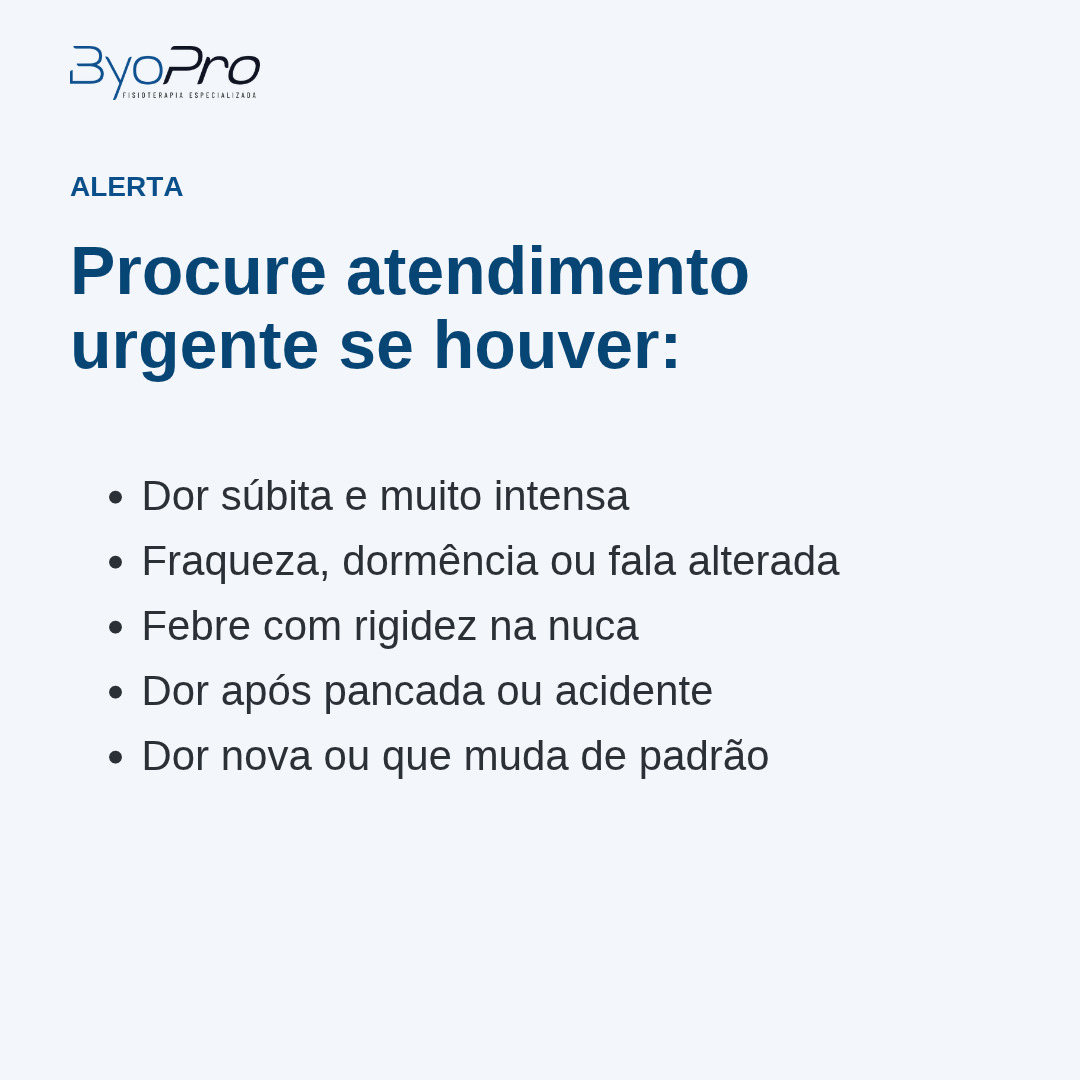 ByoPro
FISIOTERAPIA ESPECIALIZADA
ALERTA
Procure atendimento
urgente se houver:
• Dor súbita e muito intensa
• Fraqueza, dormência ou fala alterada
• Febre com rigidez na nuca
• Dor após pancada ou acidente
• Dor nova ou que muda de padrão